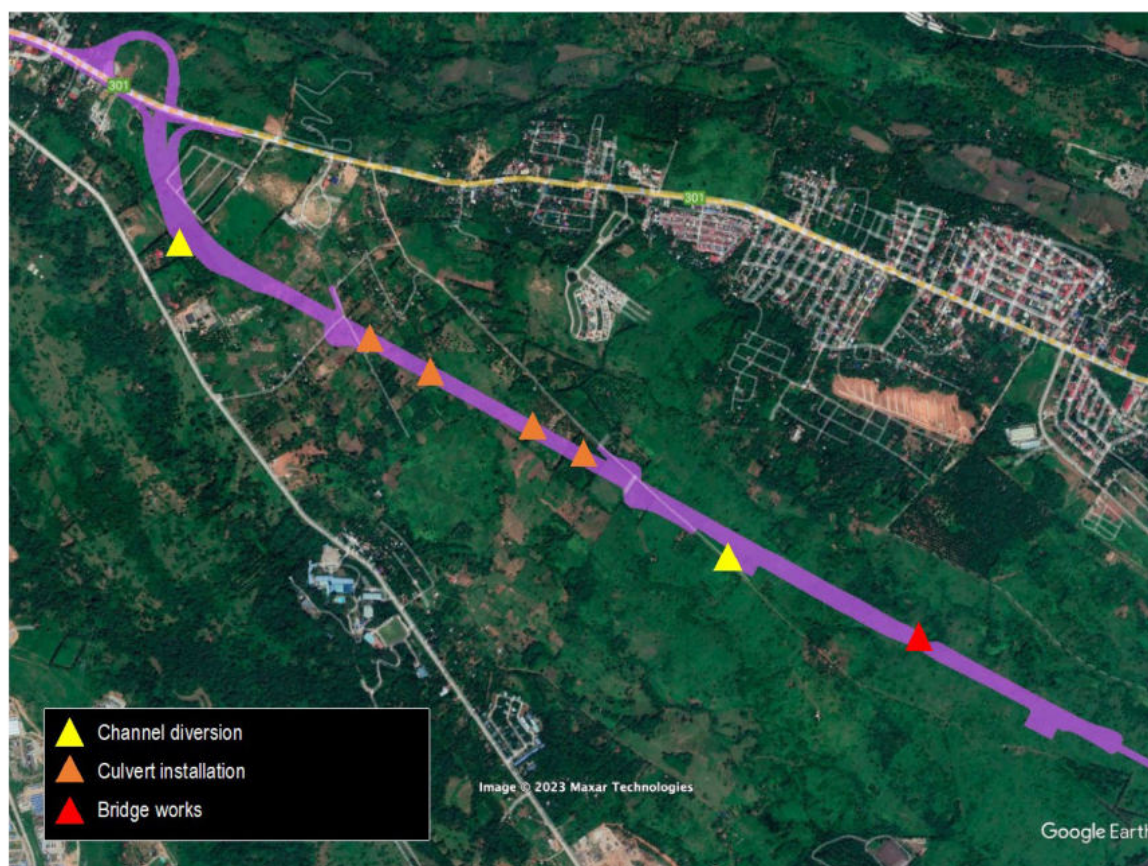 301
301
Channel diversion
Culvert installation
Bridge works
Image © 2023 Maxar Technologies
Google Earth